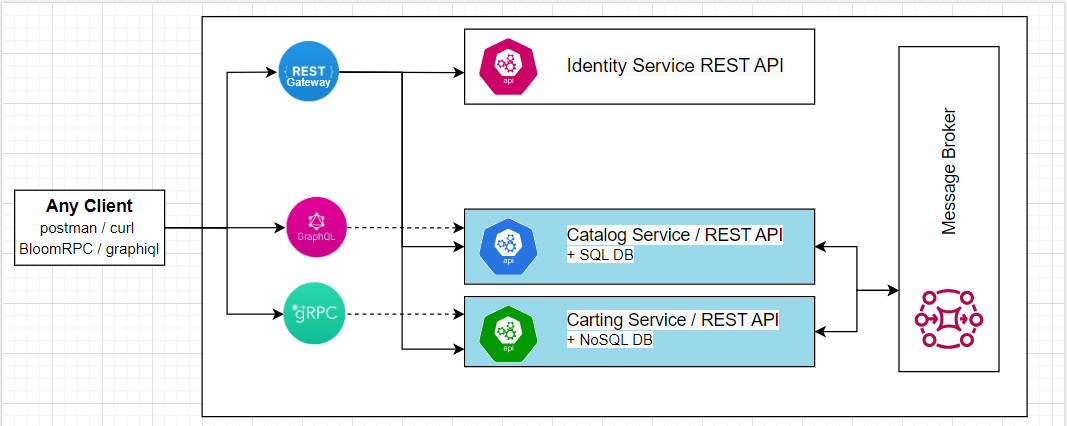 Any Client
postman / curl
BloomRPC / graphiql
{ REST }
Gateway
GraphQL
gRPC
api
Identity Service REST API
api
Catalog Service / REST API
+ SQL DB
api
Carting Service / REST API
+ NoSQL DB
Message Broker